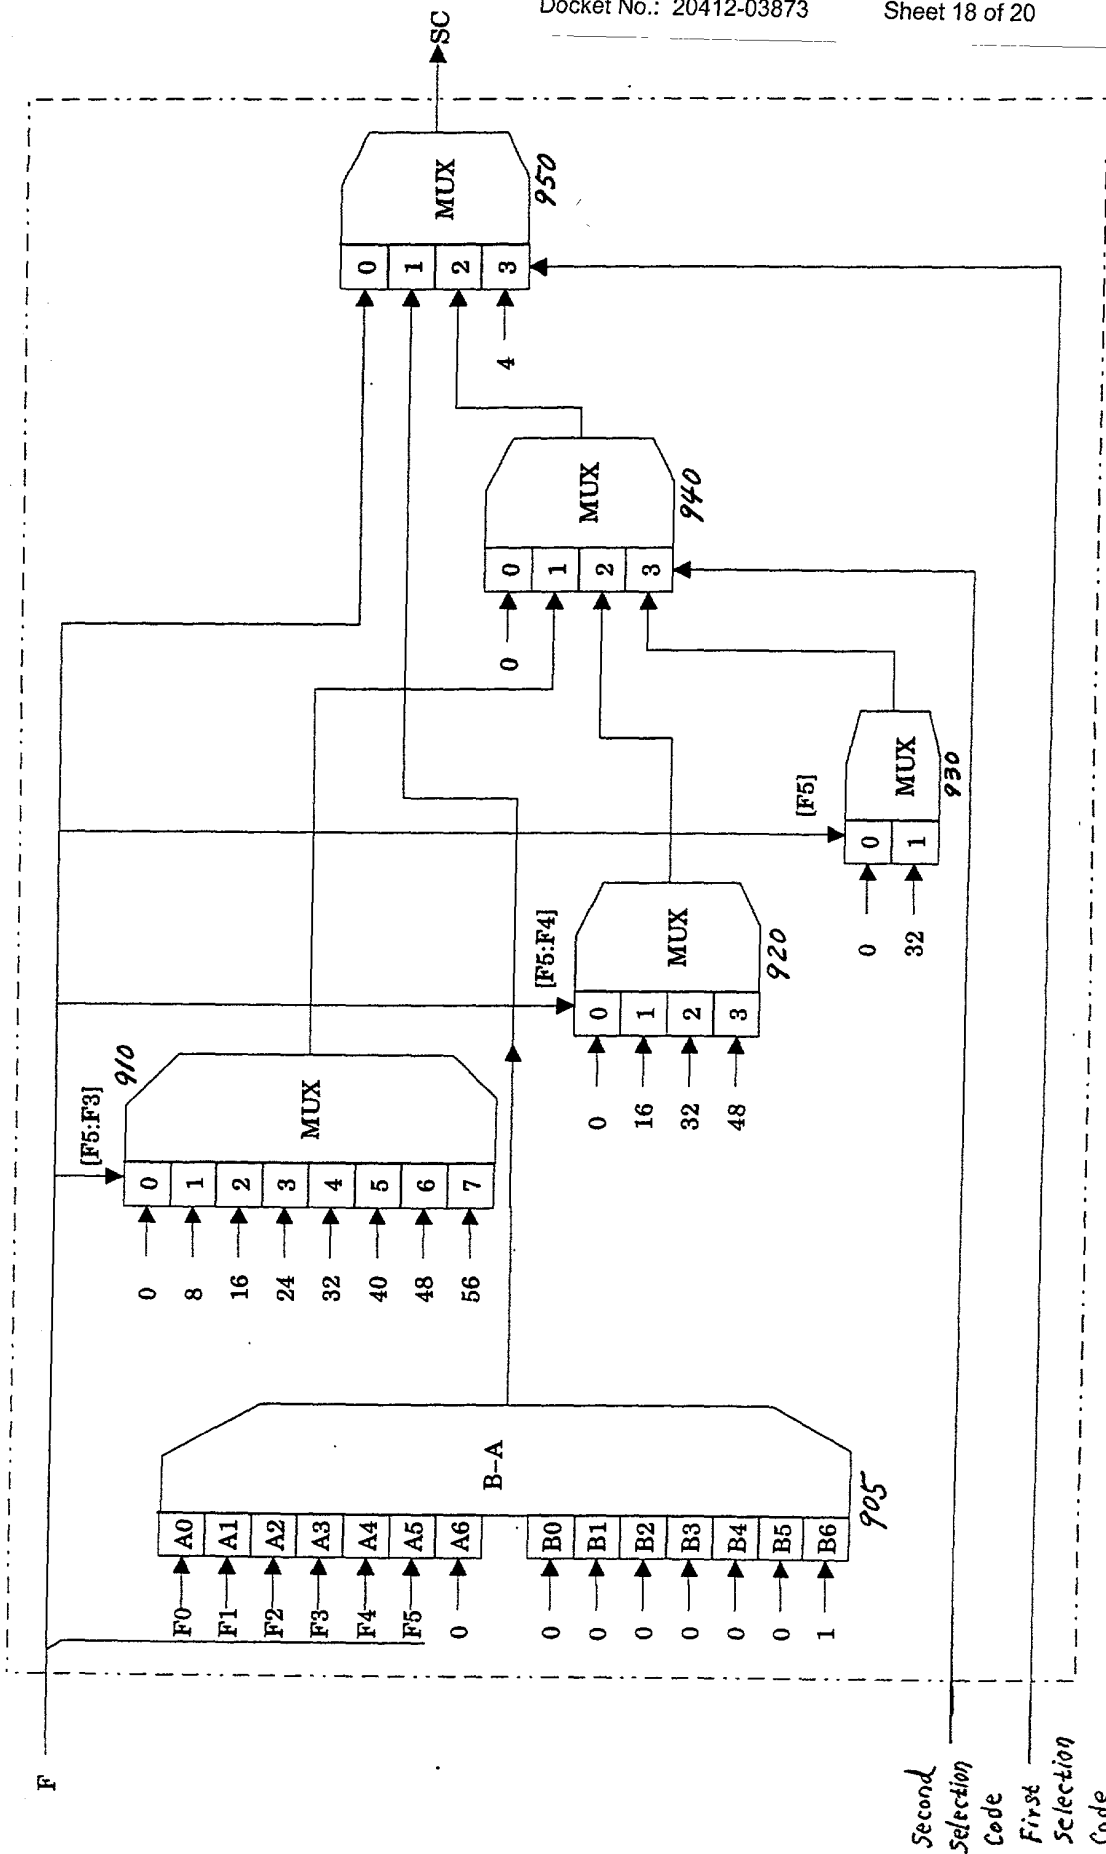 Docket No.: 20412-03873 Sheet 18 of 20
SC
MUX
0
1
2
3
950
4
MUX
0
1
2
3
940
0
[F5]
MUX
0
1
930
0
32
[F5:F4]
MUX
0
1
2
3
920
0
16
32
48
[F5:F3]
910
MUX
0
1
2
3
4
5
6
7
0
8
16
24
32
40
48
56
B-A
905
A0
A1
A2
A3
A4
A5
A6
B0
B1
B2
B3
B4
B5
B6
F0
F1
F2
F3
F4
F5
0
0
0
0
0
0
0
1
F
Second
Selection
Code
First
Selection
Code